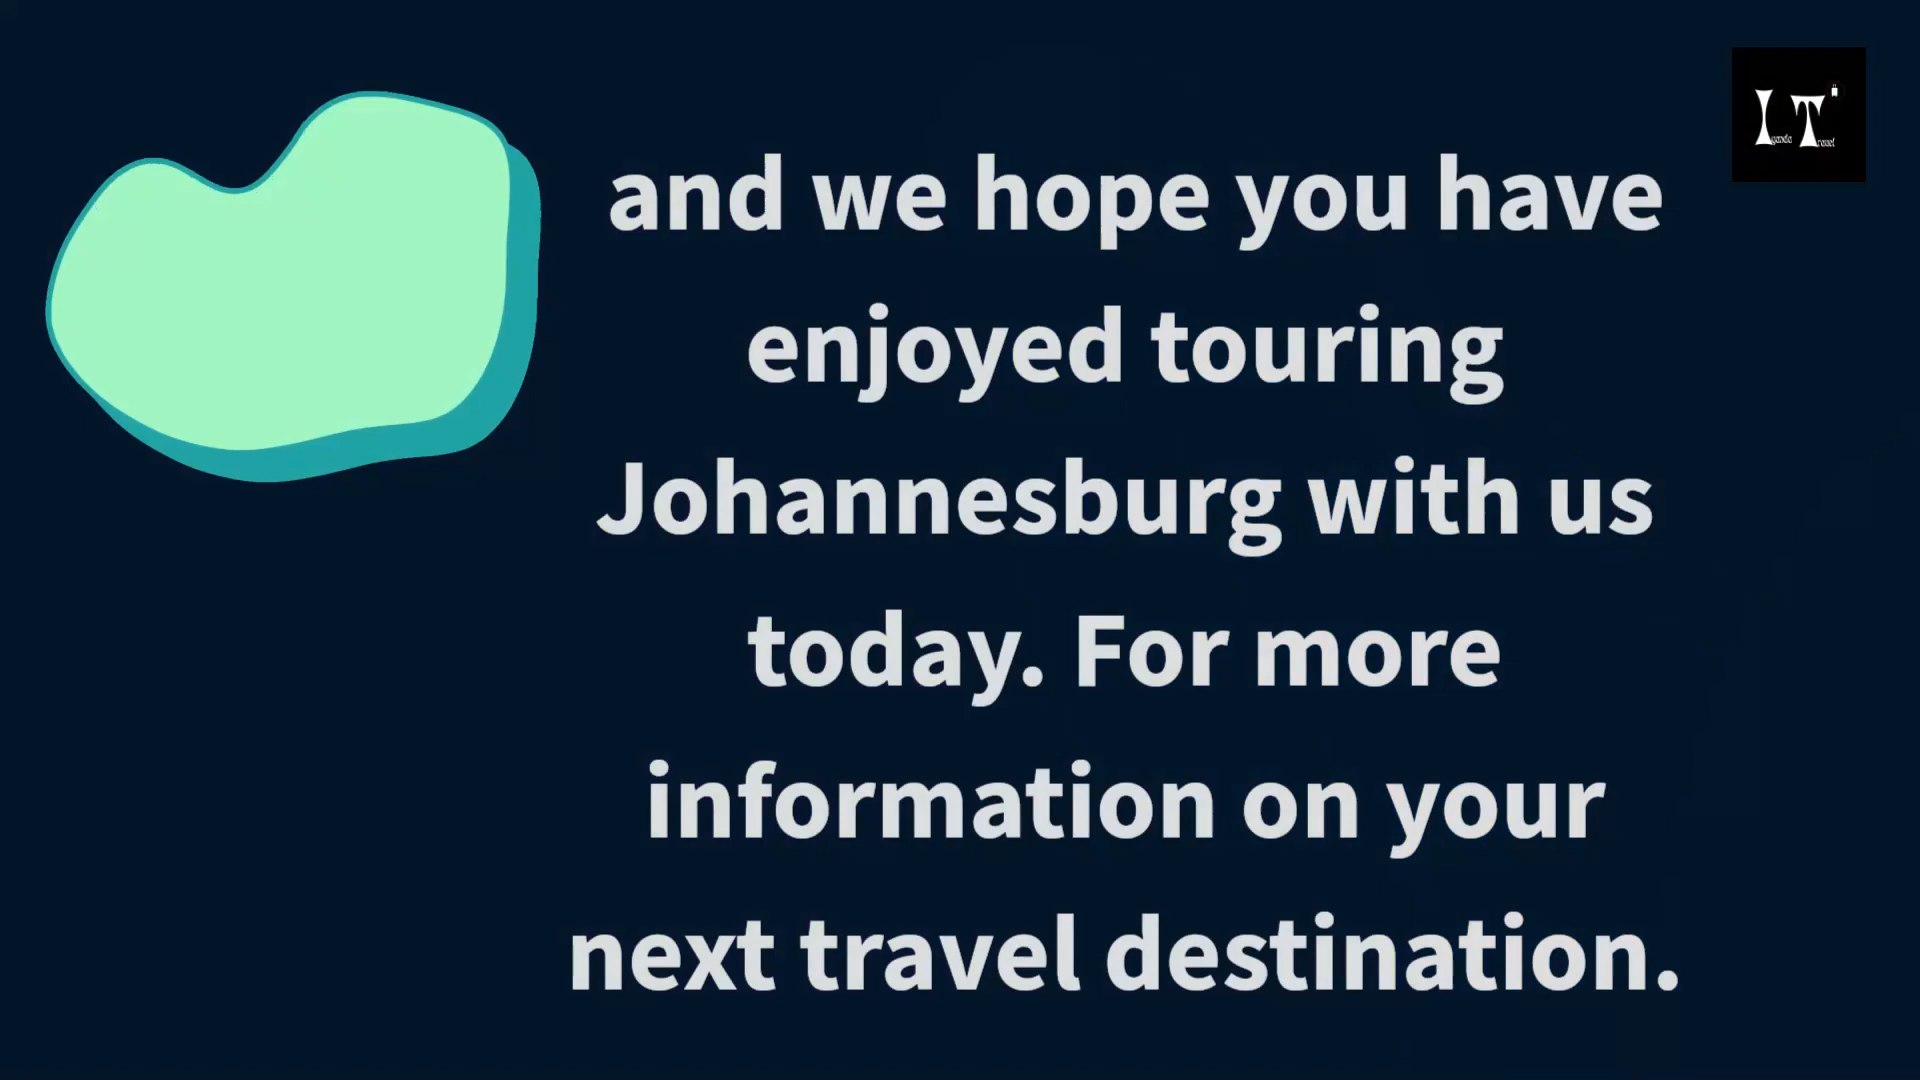 and we hope you have
enjoyed touring
Johannesburg with us
today. For more
information on your
next travel destination.
LT